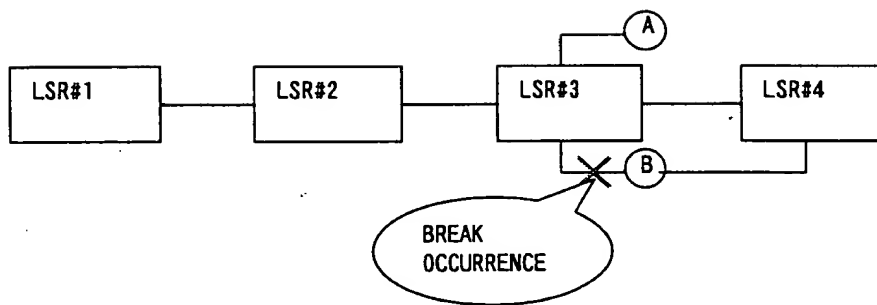 A
LSR#1
LSR#2
LSR#3
LSR#4
B
BREAK
OCCURRENCE